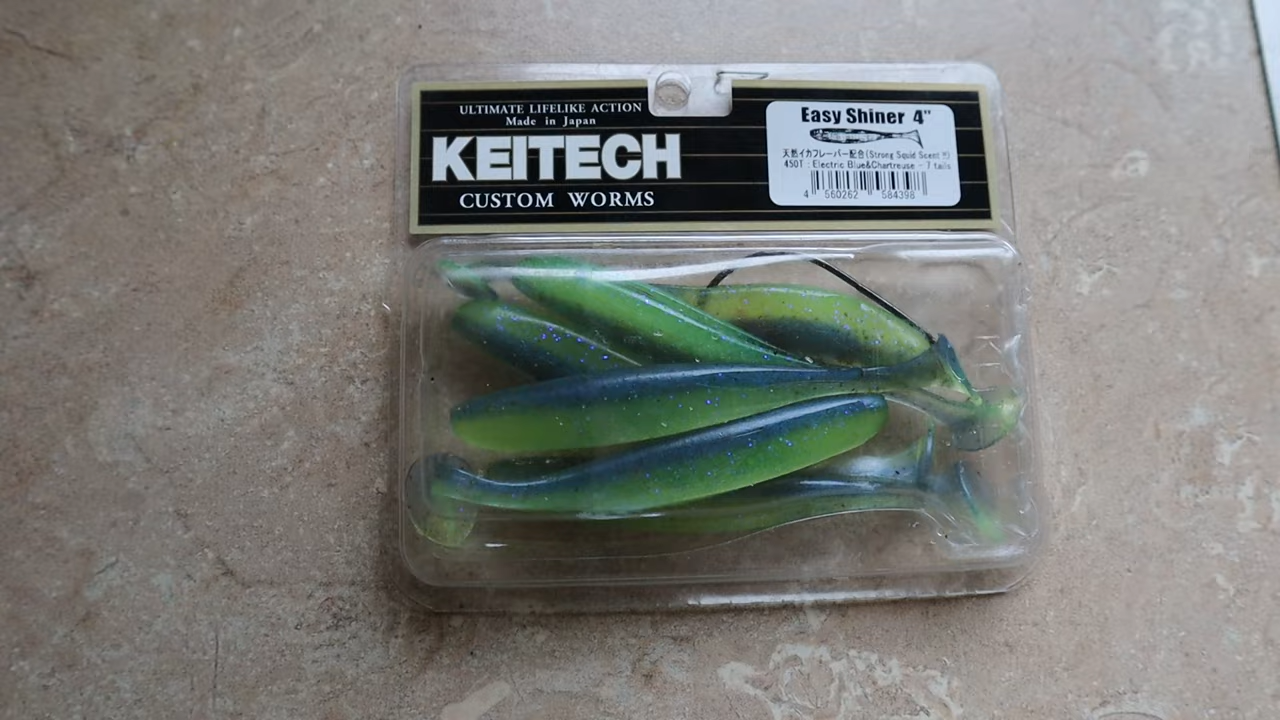 ULTIMATE LIFELIKE ACTION
Made in Japan
KEITECH
CUSTOM WORMS
Easy Shiner 4"
天然イカフレーバー配合(Strong Squid Scent
: Electric Blue&Chartreuse - 7 tails
4 560262 584398